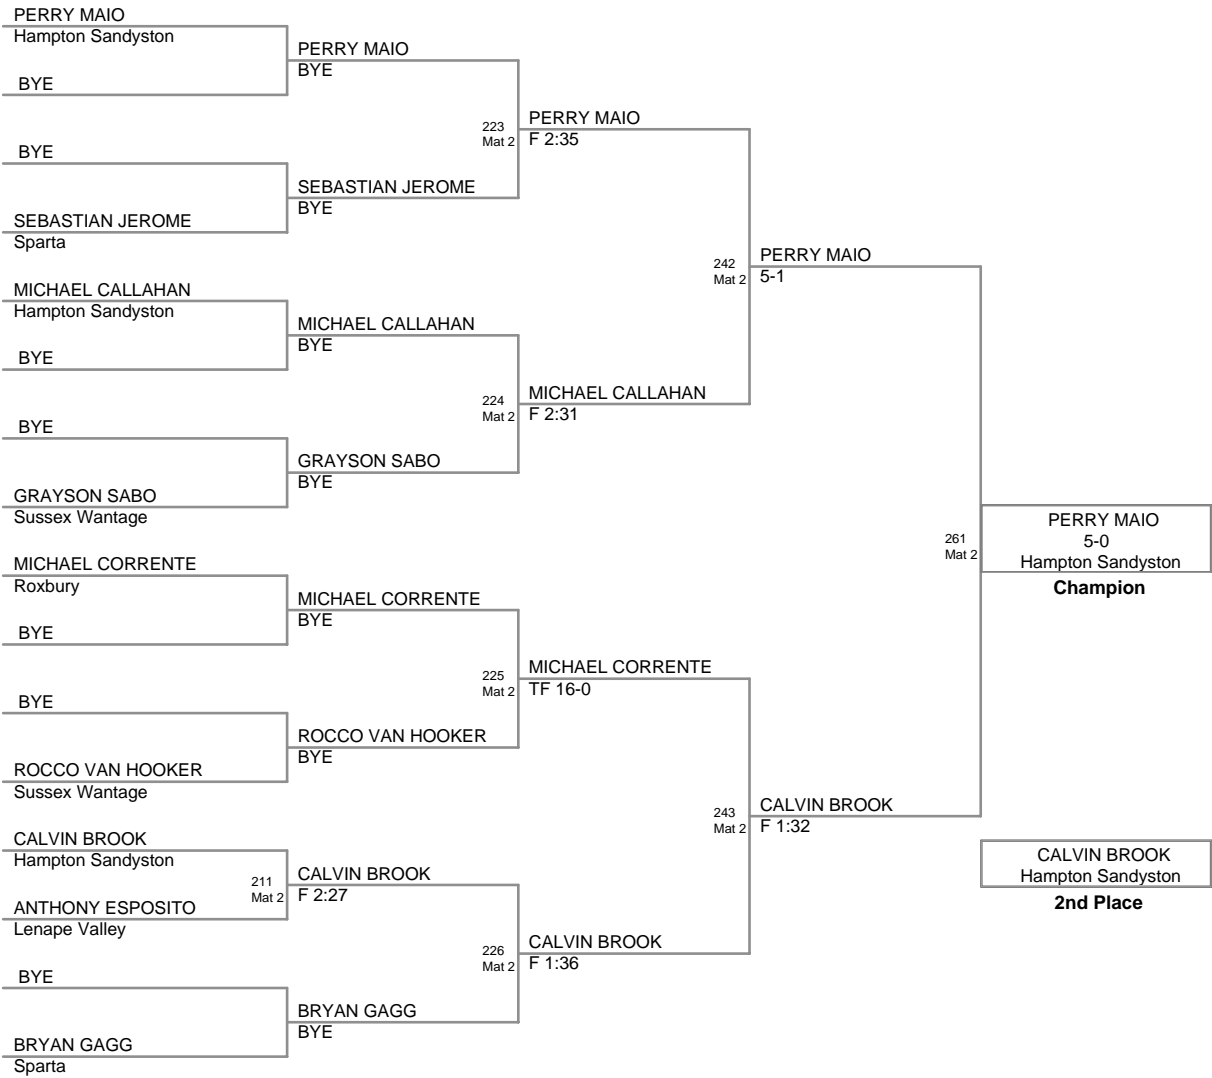 PERRY MAIO
Hampton Sandyston
BYE
BYE
SEBASTIAN JEROME
Sparta
MICHAEL CALLAHAN
Hampton Sandyston
BYE
BYE
GRAYSON SABO
Sussex Wantage
MICHAEL CORRENTE
Roxbury
BYE
BYE
ROCCO VAN HOOKER
Sussex Wantage
CALVIN BROOK
Hampton Sandyston
ANTHONY ESPOSITO
Lenape Valley
BYE
BRYAN GAGG
Sparta
PERRY MAIO
BYE
SEBASTIAN JEROME
BYE
MICHAEL CALLAHAN
BYE
GRAYSON SABO
BYE
MICHAEL CORRENTE
BYE
ROCCO VAN HOOKER
BYE
211
Mat 2
CALVIN BROOK
F 2:27
BRYAN GAGG
BYE
223
Mat 2
PERRY MAIO
F 2:35
224
Mat 2
MICHAEL CALLAHAN
F 2:31
225
Mat 2
MICHAEL CORRENTE
TF 16-0
226
Mat 2
CALVIN BROOK
F 1:36
242
Mat 2
PERRY MAIO
5-1
243
Mat 2
CALVIN BROOK
F 1:32
261
Mat 2
PERRY MAIO
5-0
Hampton Sandyston
Champion
CALVIN BROOK
Hampton Sandyston
2nd Place